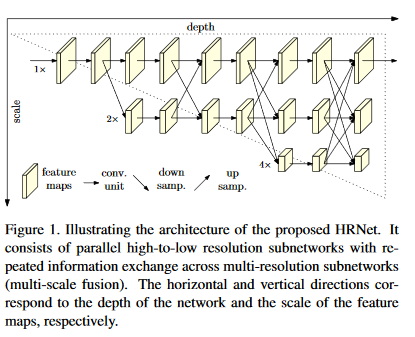 depth
1×
scale
2×
4×
feature maps
conv. unit
down samp.
up samp.
Figure 1. Illustrating the architecture of the proposed HRNet. It
consists of parallel high-to-low resolution subnetworks with re-
peated information exchange across multi-resolution subnetworks
(multi-scale fusion). The horizontal and vertical directions cor-
respond to the depth of the network and the scale of the feature
maps, respectively.